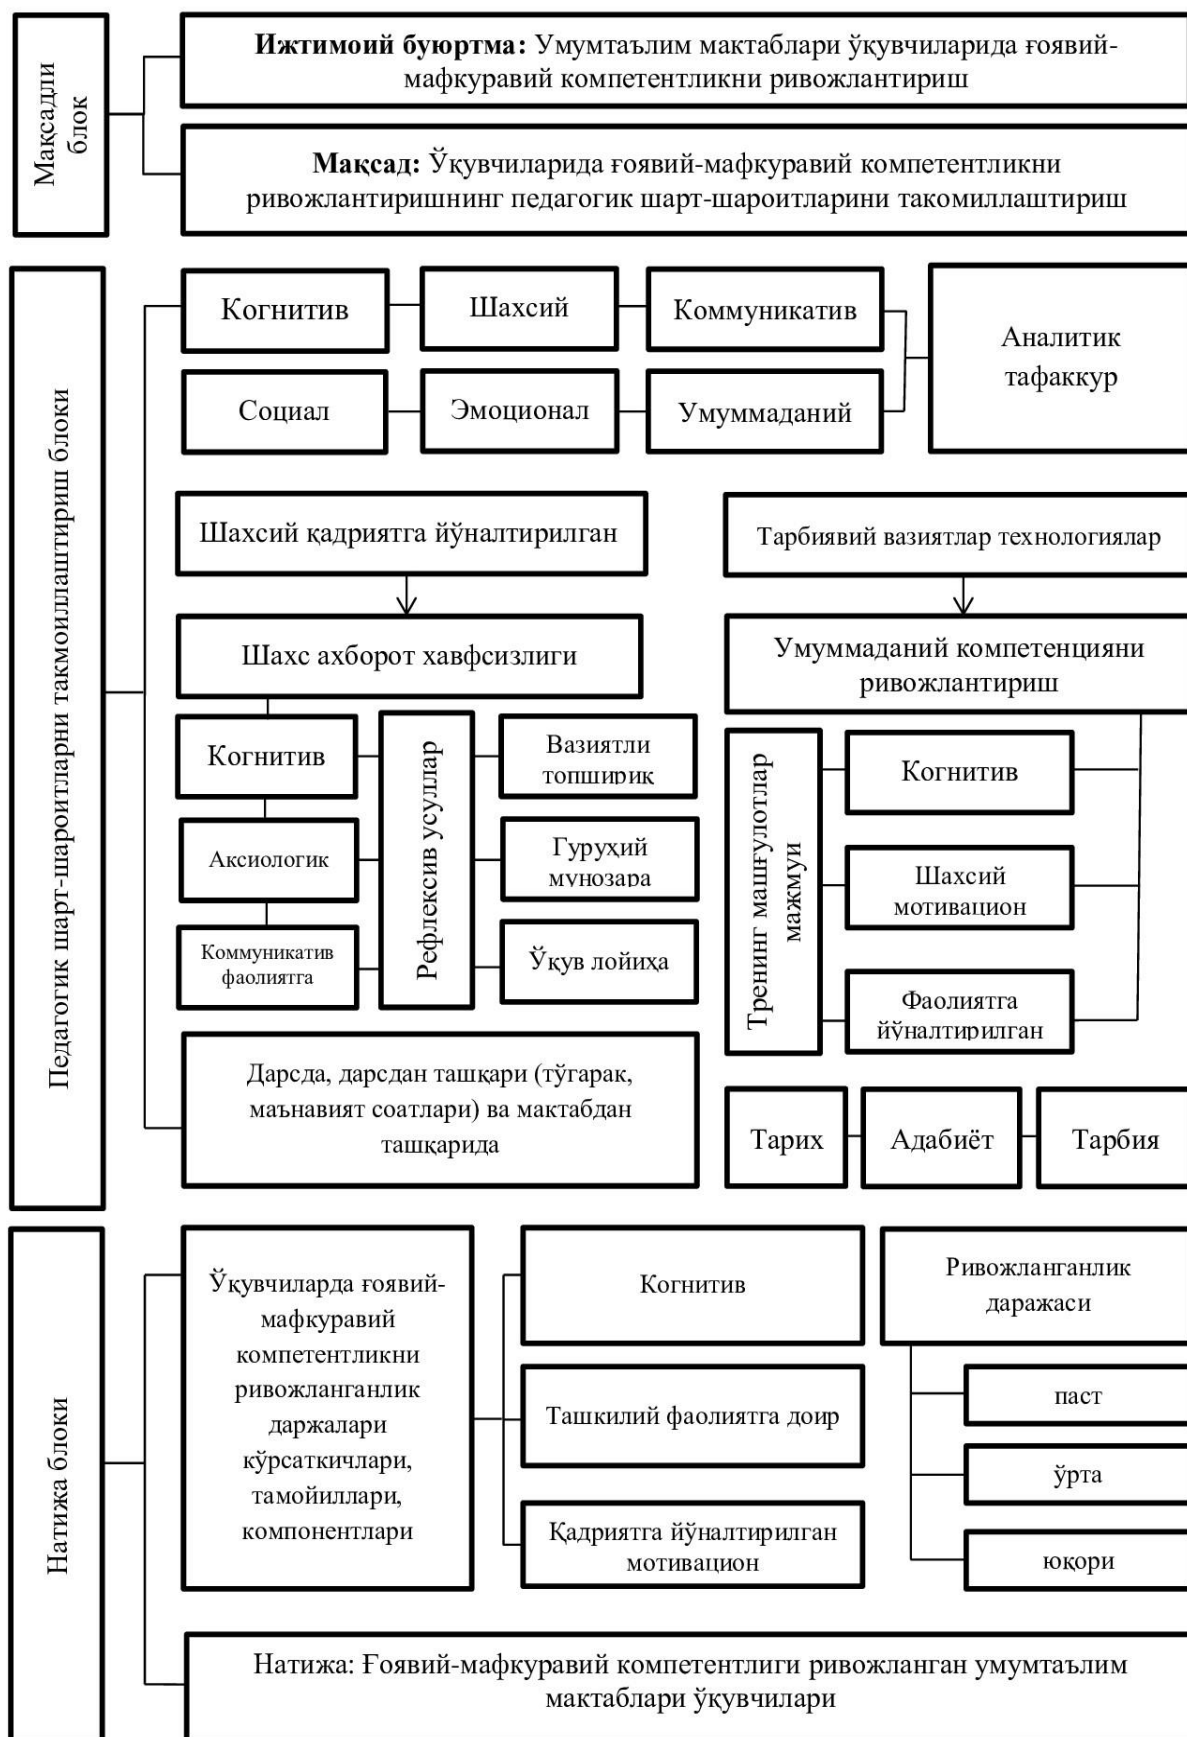 Мақсадли
блок
Ижтимоий буюртма: Умумтаълим мактаблари ўқувчиларида ғоявий-
мафкуравий компетентликни ривожлантириш
Мақсад: Ўқувчиларида ғоявий-мафкуравий компетентликни
ривожлантиришнинг педагогик шарт-шароитларини такомиллаштириш
Педагогик шарт-шароитларни такмоиллаштириш блоки
Когнитив
Шахсий
Коммуникатив
Социал
Эмоционал
Умуммаданий
Аналитик
тафаккур
Шахсий қадриятга йўналтирилган
Шахс ахборот хавфсизлиги
Когнитив
Аксиологик
Коммуникатив
фаолиятга
Рефлексив усуллар
Вазиятли
топшириқ
Гуруҳий
мунозара
Ўқув лойиҳа
Тарбиявий вазиятлар технологиялар
Умуммаданий компетенцияни
ривожлантириш
Тренинг машғулотлар
мажмуи
Когнитив
Шахсий
мотивацион
Фаолиятга
йўналтирилган
Дарсда, дарсдан ташқари (тўгарак,
маънавият соатлари) ва мактабдан
ташқарида
Тарих
Адабиёт
Тарбия
Натижа блоки
Ўқувчиларда ғоявий-
мафкуравий
компетентликни
ривожланганлик
даржалари
кўрсаткичлари,
тамойиллари,
компонентлари
Когнитив
Ташкилий фаолиятга доир
Қадриятга йўналтирилган
мотивацион
Ривожланганлик
даражаси
паст
ўрта
юқори
Натижа: Ғоявий-мафкуравий компетентлиги ривожланган умумтаълим
мактаблари ўқувчилари